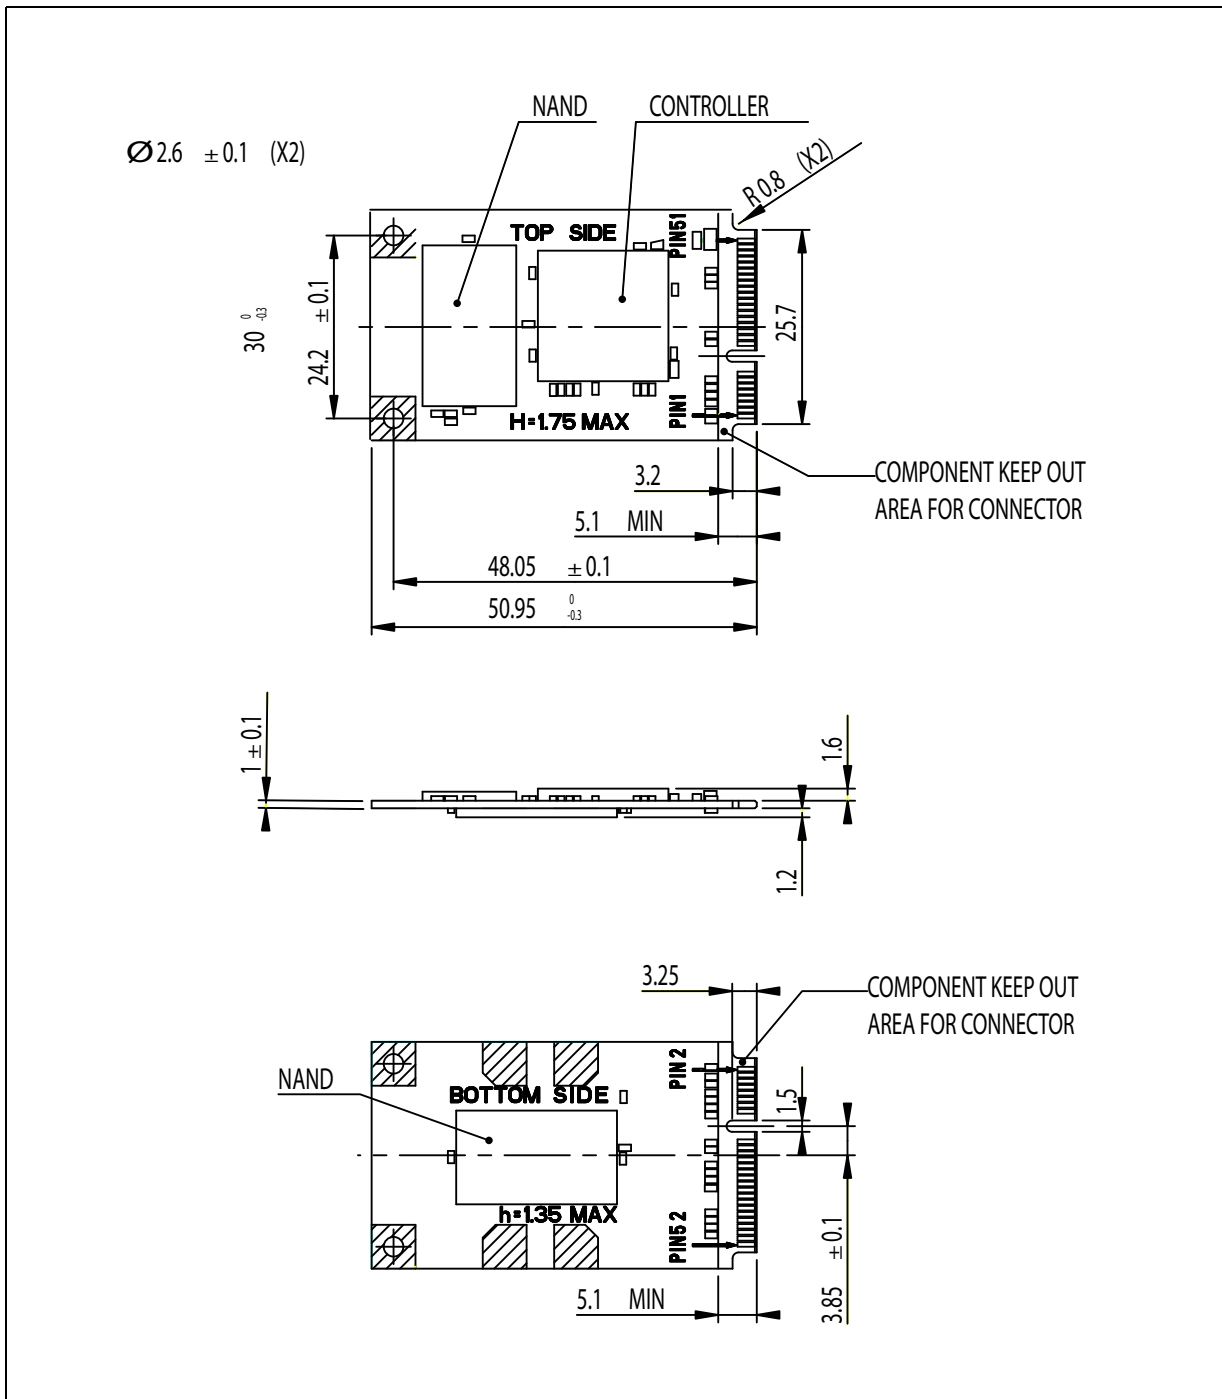 NAND
CONTROLLER
Ø 2.6 ± 0.1 (X2)
R 0.8 (X2)
TOP SIDE
PIN51
30 0 -0.3
24.2 ± 0.1
25.7
H=1.75 MAX
PIN1
3.2
COMPONENT KEEP OUT
AREA FOR CONNECTOR
5.1 MIN
48.05 ± 0.1
50.95 0 -0.3
1 ± 0.1
1.6
1.2
3.25
COMPONENT KEEP OUT
AREA FOR CONNECTOR
NAND
BOTTOM SIDE
PIN 2
1.5
h=1.35 MAX
PIN5 2
3.85 ± 0.1
5.1 MIN